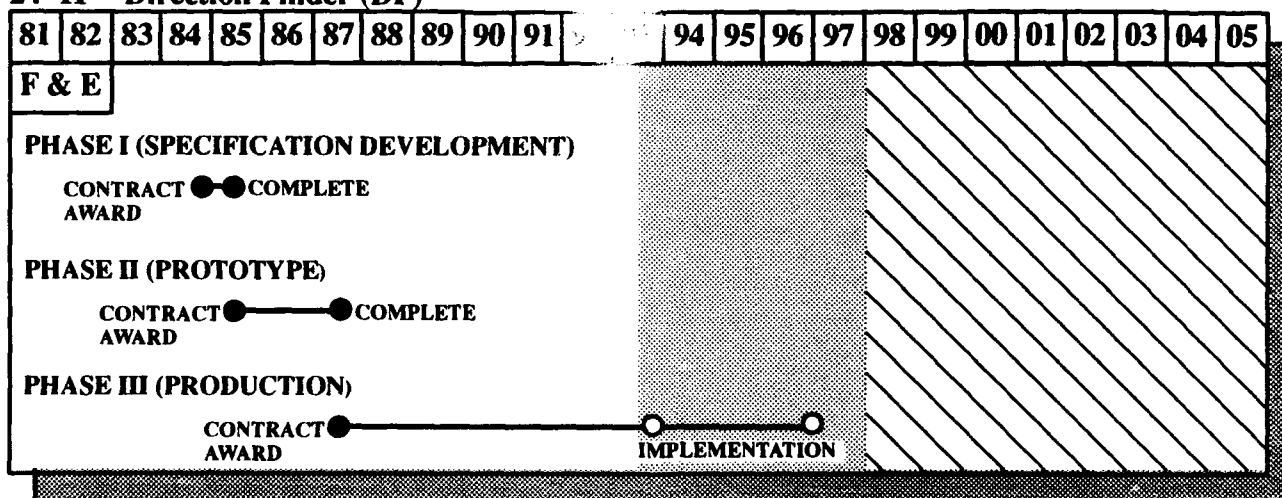 Direction Finder (DF)
81 82 83 84 85 86 87 88 89 90 91 94 95 96 97 98 99 00 01 02 03 04 05
F & E
PHASE I (SPECIFICATION DEVELOPMENT)
CONTRACT COMPLETE
AWARD
PHASE II (PROTOTYPE)
CONTRACT COMPLETE
AWARD
PHASE III (PRODUCTION)
CONTRACT
AWARD
IMPLEMENTATION